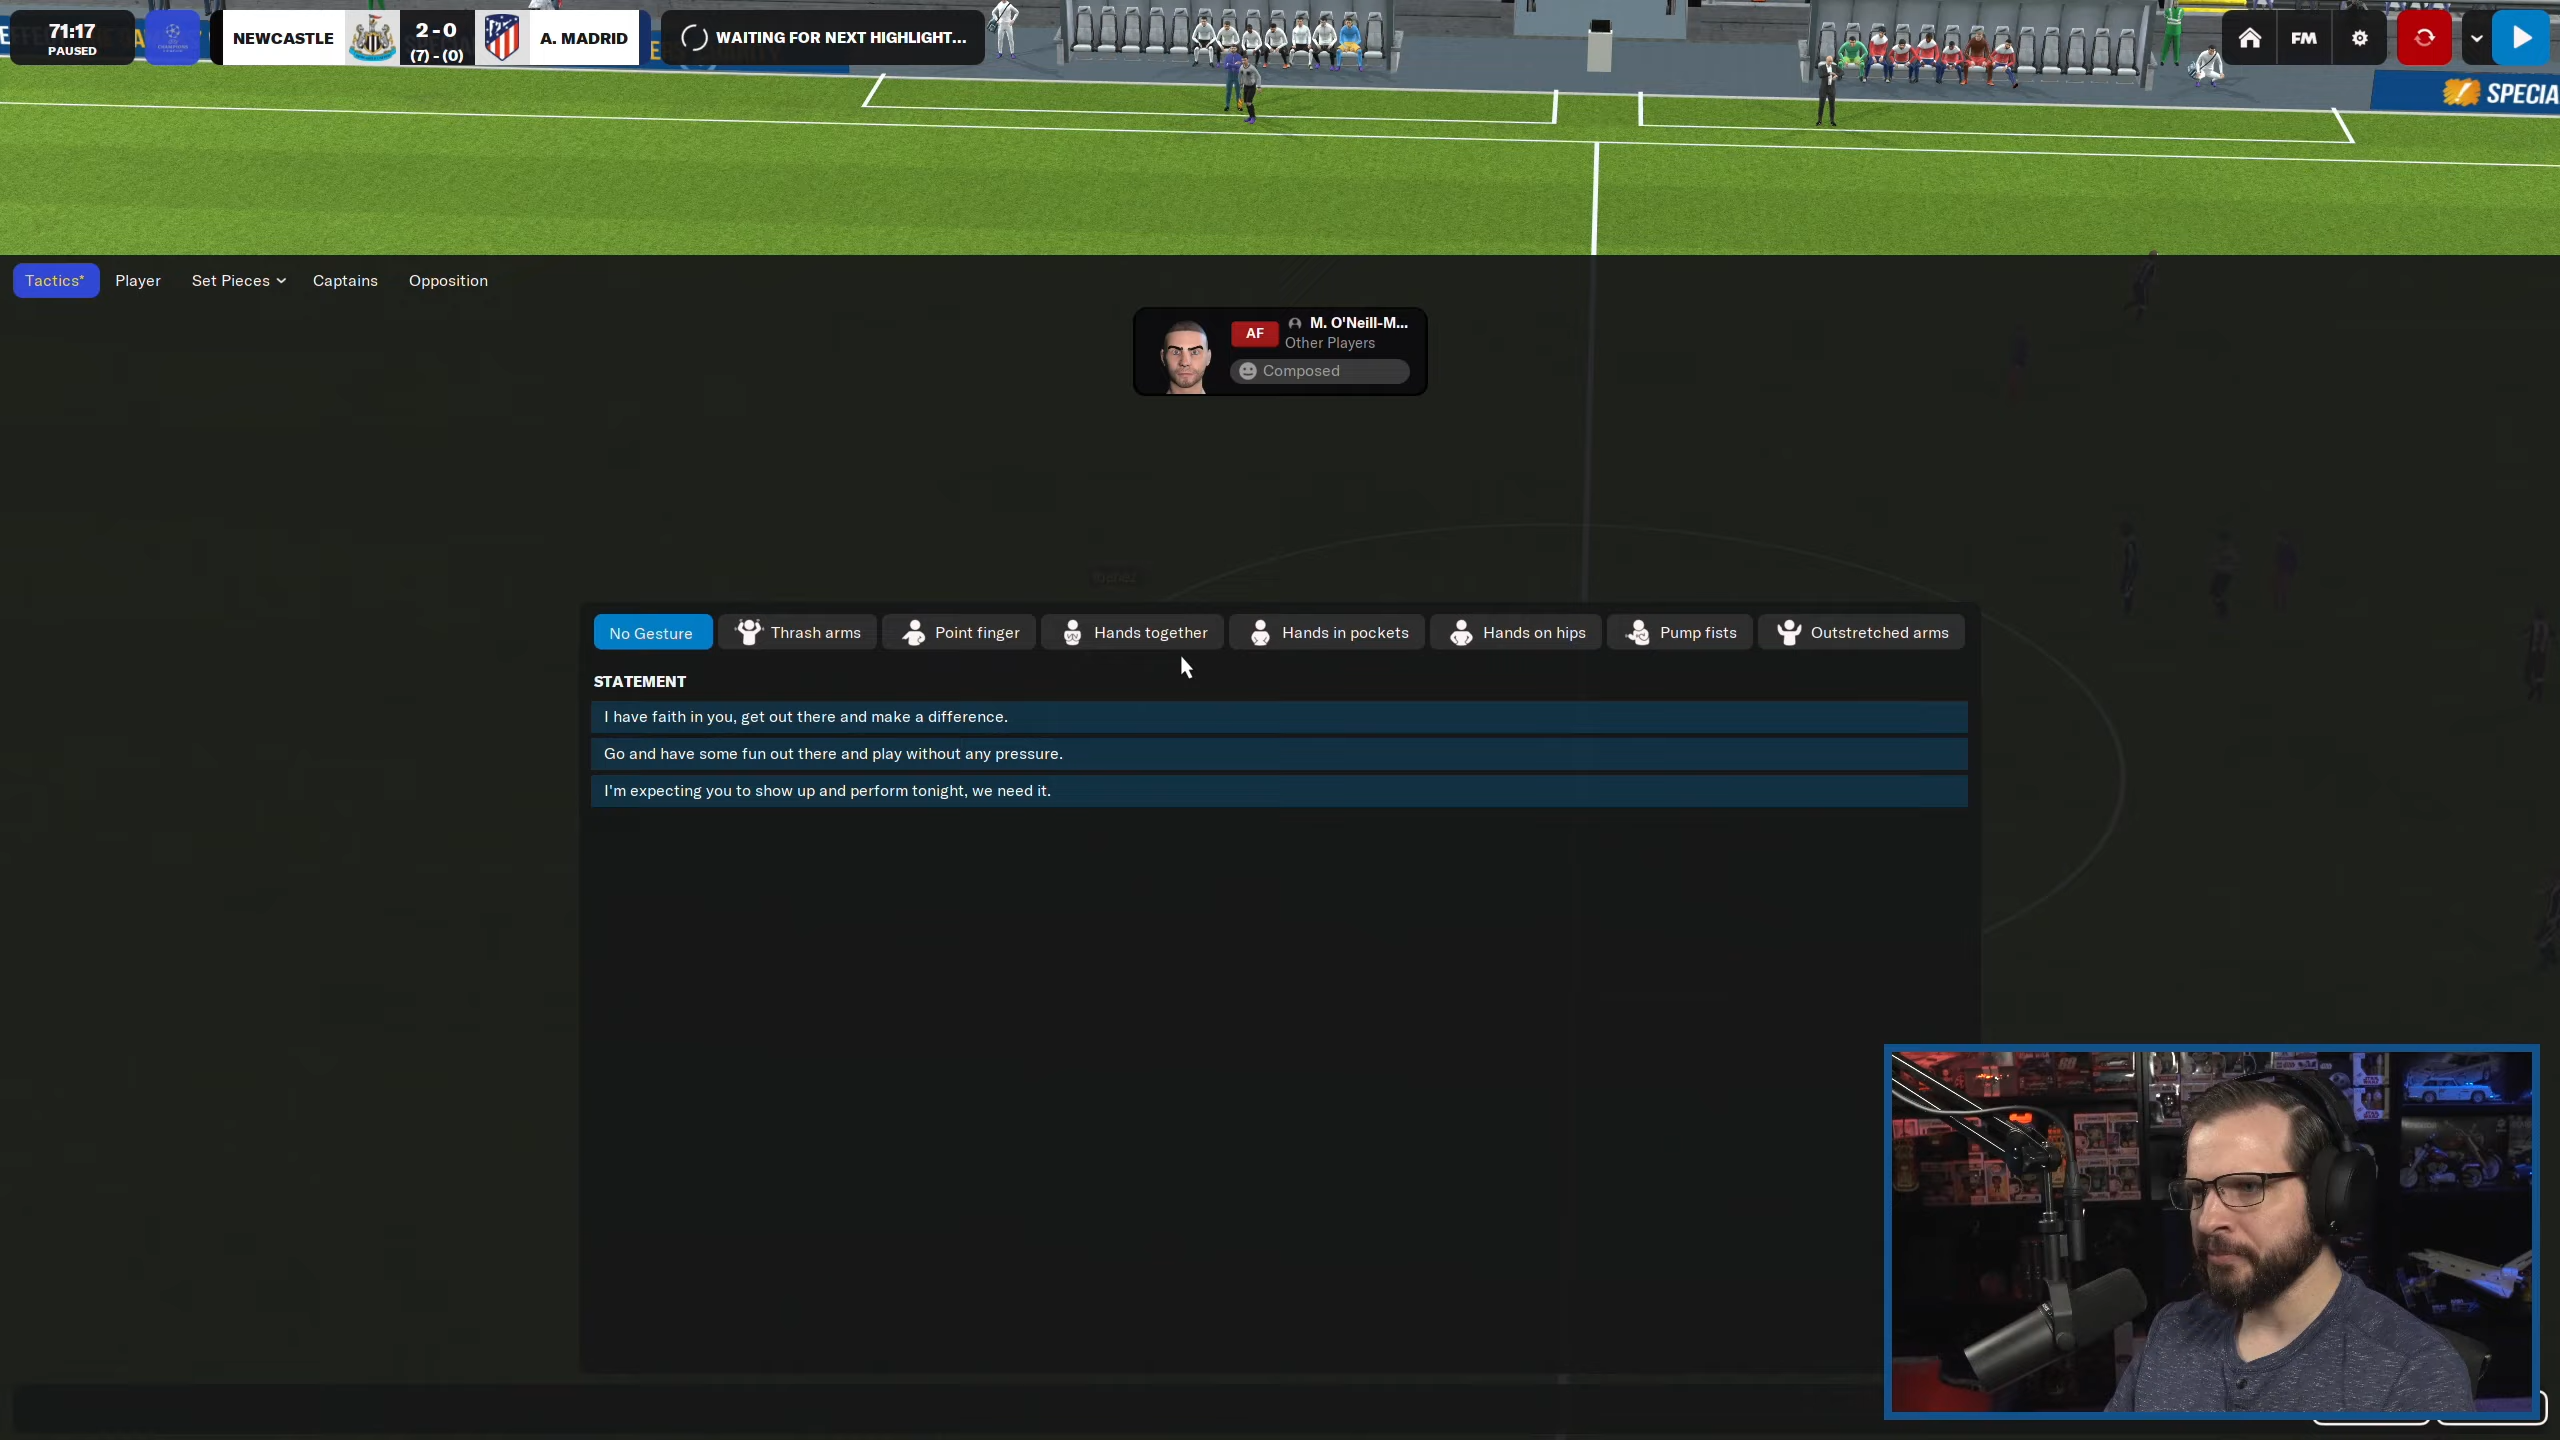 71:17
PAUSED
NEWCASTLE
2 - 0
(7) - (0)
A. MADRID
WAITING FOR NEXT HIGHLIGHT...
FM
SPECIA
Tactics*
Player
Set Pieces
Captains
Opposition
AF
M. O'Neill-M...
Other Players
Composed
Ibanez
No Gesture
Thrash arms
Point finger
Hands together
Hands in pockets
Hands on hips
Pump fists
Outstretched arms
STATEMENT
I have faith in you, get out there and make a difference.
Go and have some fun out there and play without any pressure.
I'm expecting you to show up and perform tonight, we need it.